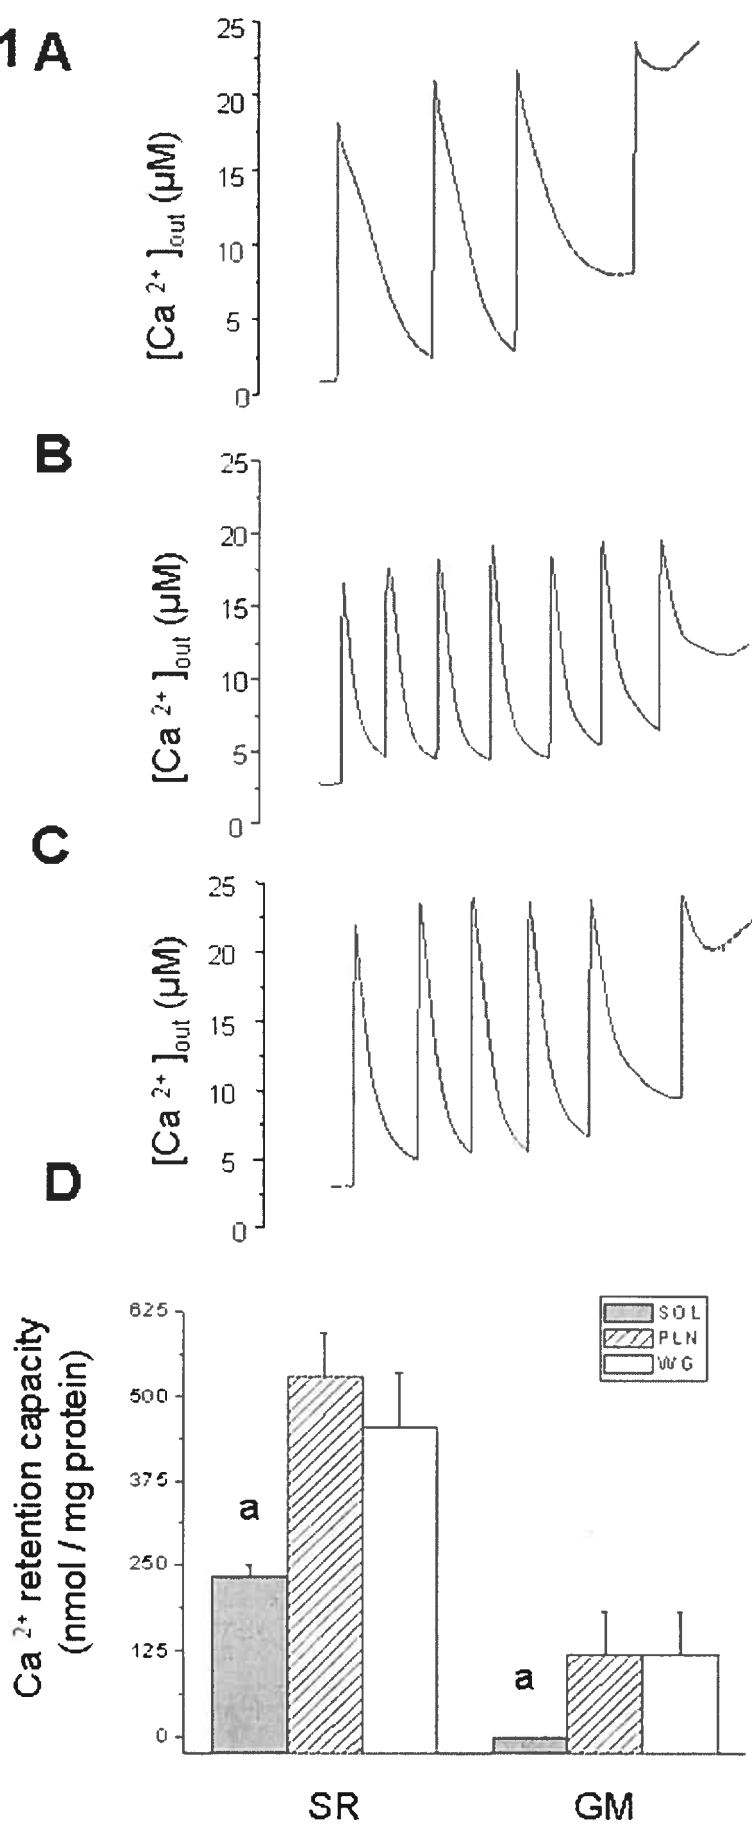 1 A
25
20
15
10
5
0
[Ca 2+ ]out (µM)
B
25
20
15
10
5
0
[Ca 2+ ]out (µM)
C
25
20
15
10
5
0
[Ca 2+ ]out (µM)
D
625
500
375
250
125
0
Ca 2+ retention capacity
(nmol / mg protein)
SOL
PLN
WG
a
a
SR
GM